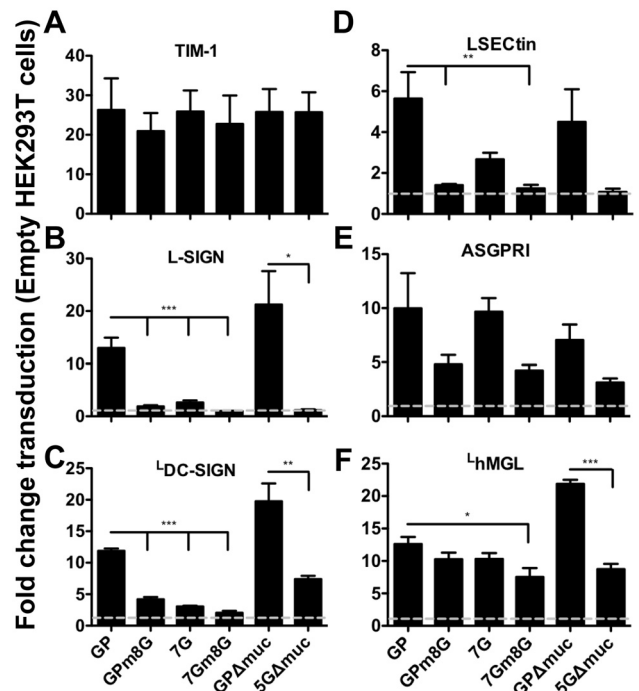 Fold change transduction (Empty HEK293T cells)
A
TIM-1
40
30
20
10
0
B
L-SIGN
30
20
10
0
*
***
C
ᴸDC-SIGN
25
20
15
10
5
0
**
***
GP
GPm8G
7G
7Gm8G
GPΔmuc
5GΔmuc
D
LSECtin
8
6
4
2
0
**
E
ASGPRI
15
10
5
0
F
ᴸhMGL
25
20
15
10
5
0
***
*
GP
GPm8G
7G
7Gm8G
GPΔmuc
5GΔmuc